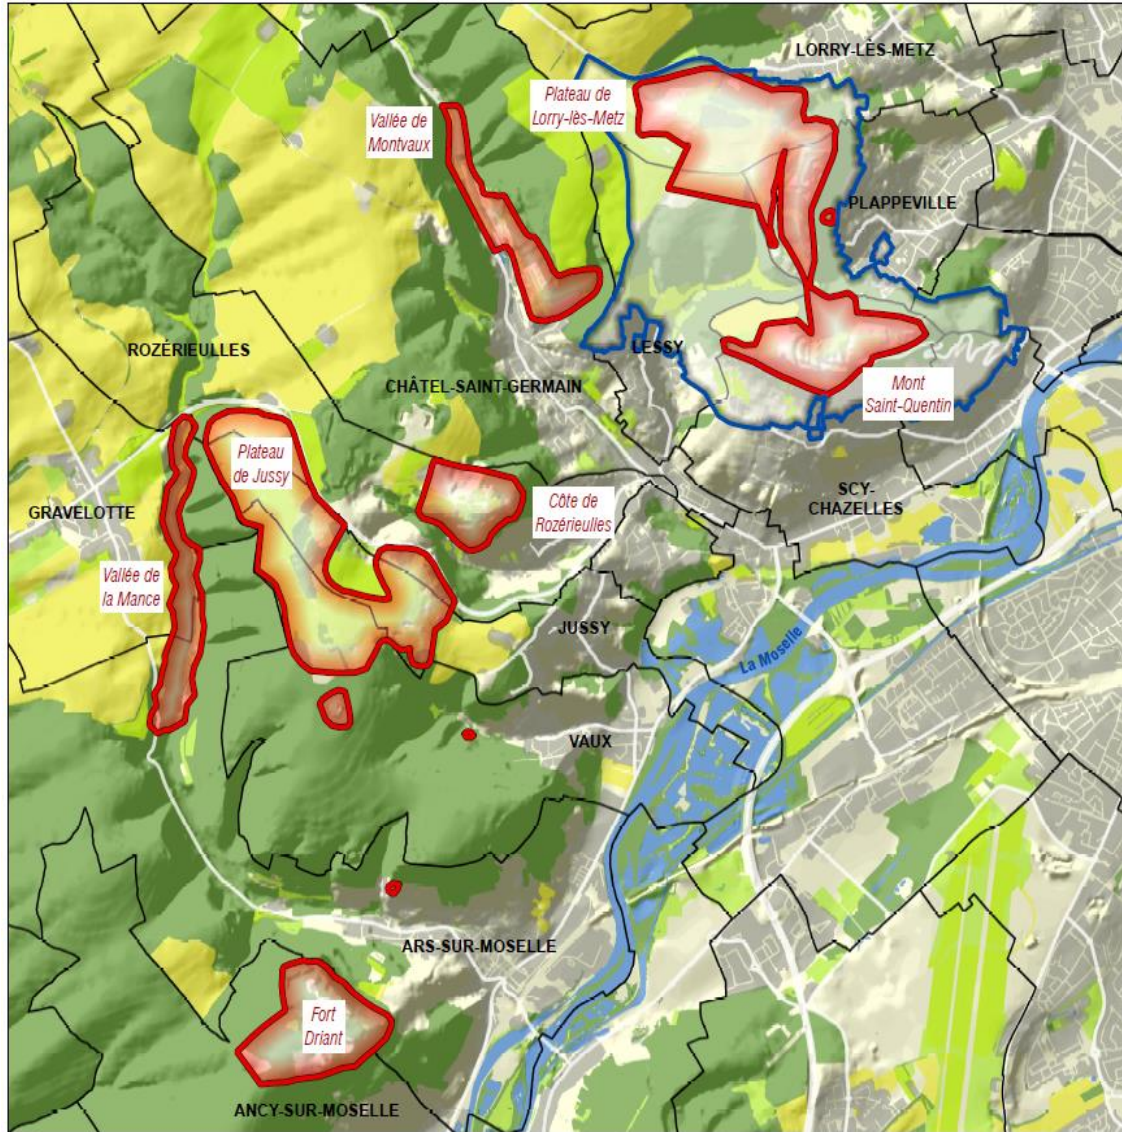 LORRY-LÈS-METZ
Plateau de
Lorry-lès-Metz
Vallée de
Montvaux
PLAPPEVILLE
ROZÉRIEULLES
LESSY
CHÂTEL-SAINT-GERMAIN
Mont
Saint-Quentin
Plateau
de Jussy
GRAVELOTTE
Côte de
Rozérieulles
SCY-
CHAZELLES
Vallée de
la Mance
JUSSY
La Moselle
VAUX
ARS-SUR-MOSELLE
Fort
Driant
ANCY-SUR-MOSELLE